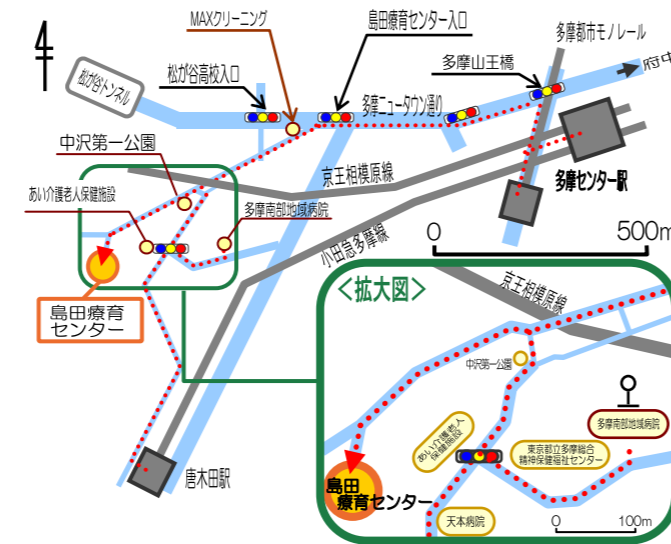 MAXクリーニング
島田療育センター入口
多摩都市モノレール
府中
松が谷トンネル
松が谷高校入口
多摩山王橋
多摩ニュータウン通り
中沢第一公園
京王相模原線
多摩センター駅
あい介護老人保健施設
多摩南部地域病院
小田急多摩線
0
500m
島田療育
センター
唐木田駅
<拡大図>
京王相模原線
中沢第一公園
あい介護老人
保健施設
多摩南部地域病院
東京都立多摩総合
精神保健福祉センター
島田
療育センター
天本病院
0
100m